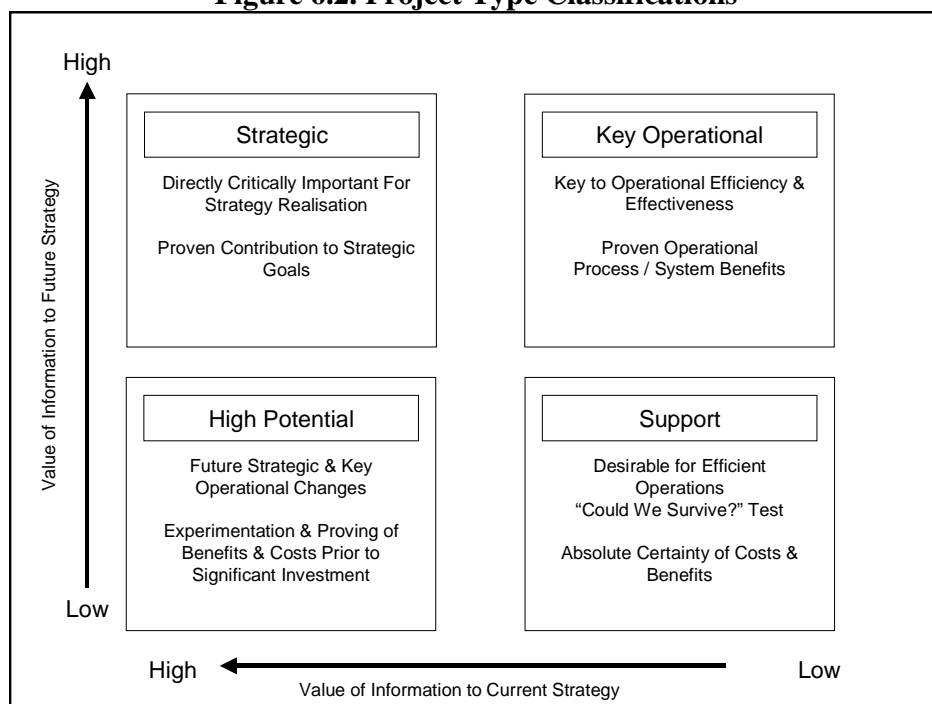 Figure 6.2. Project Type Classifications
High
Value of Information to Future Strategy
Low
Strategic
Directly Critically Important For
Strategy Realisation
Proven Contribution to Strategic
Goals
Key Operational
Key to Operational Efficiency &
Effectiveness
Proven Operational
Process / System Benefits
High Potential
Future Strategic & Key
Operational Changes
Experimentation & Proving of
Benefits & Costs Prior to
Significant Investment
Support
Desirable for Efficient
Operations
“Could We Survive?” Test
Absolute Certainty of Costs &
Benefits
High
Low
Value of Information to Current Strategy